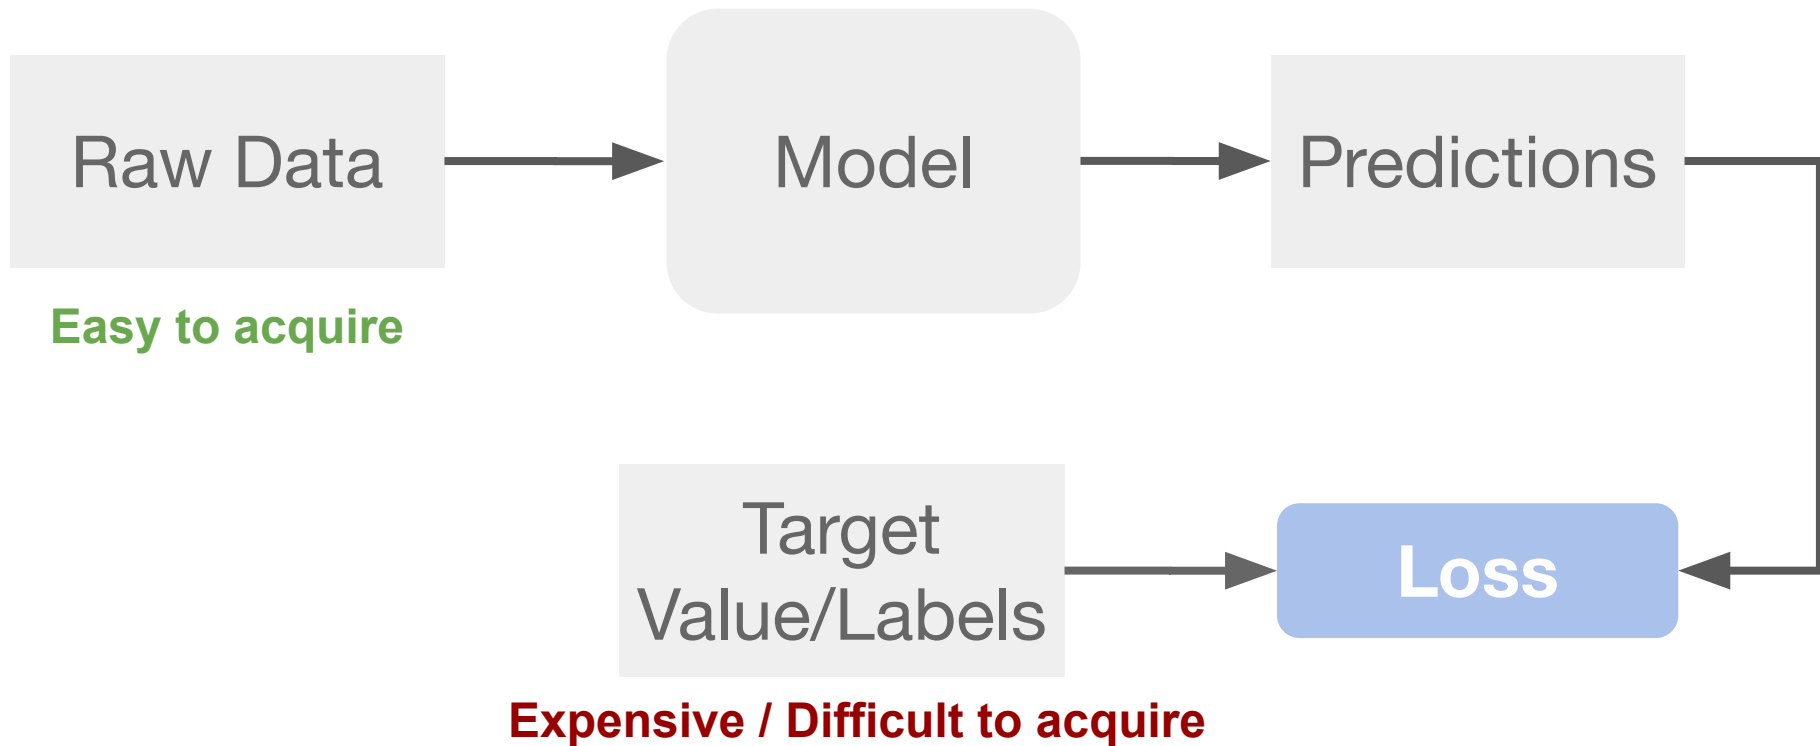 Raw Data
Model
Predictions
Easy to acquire
Target
Value/Labels
Loss
Expensive / Difficult to acquire